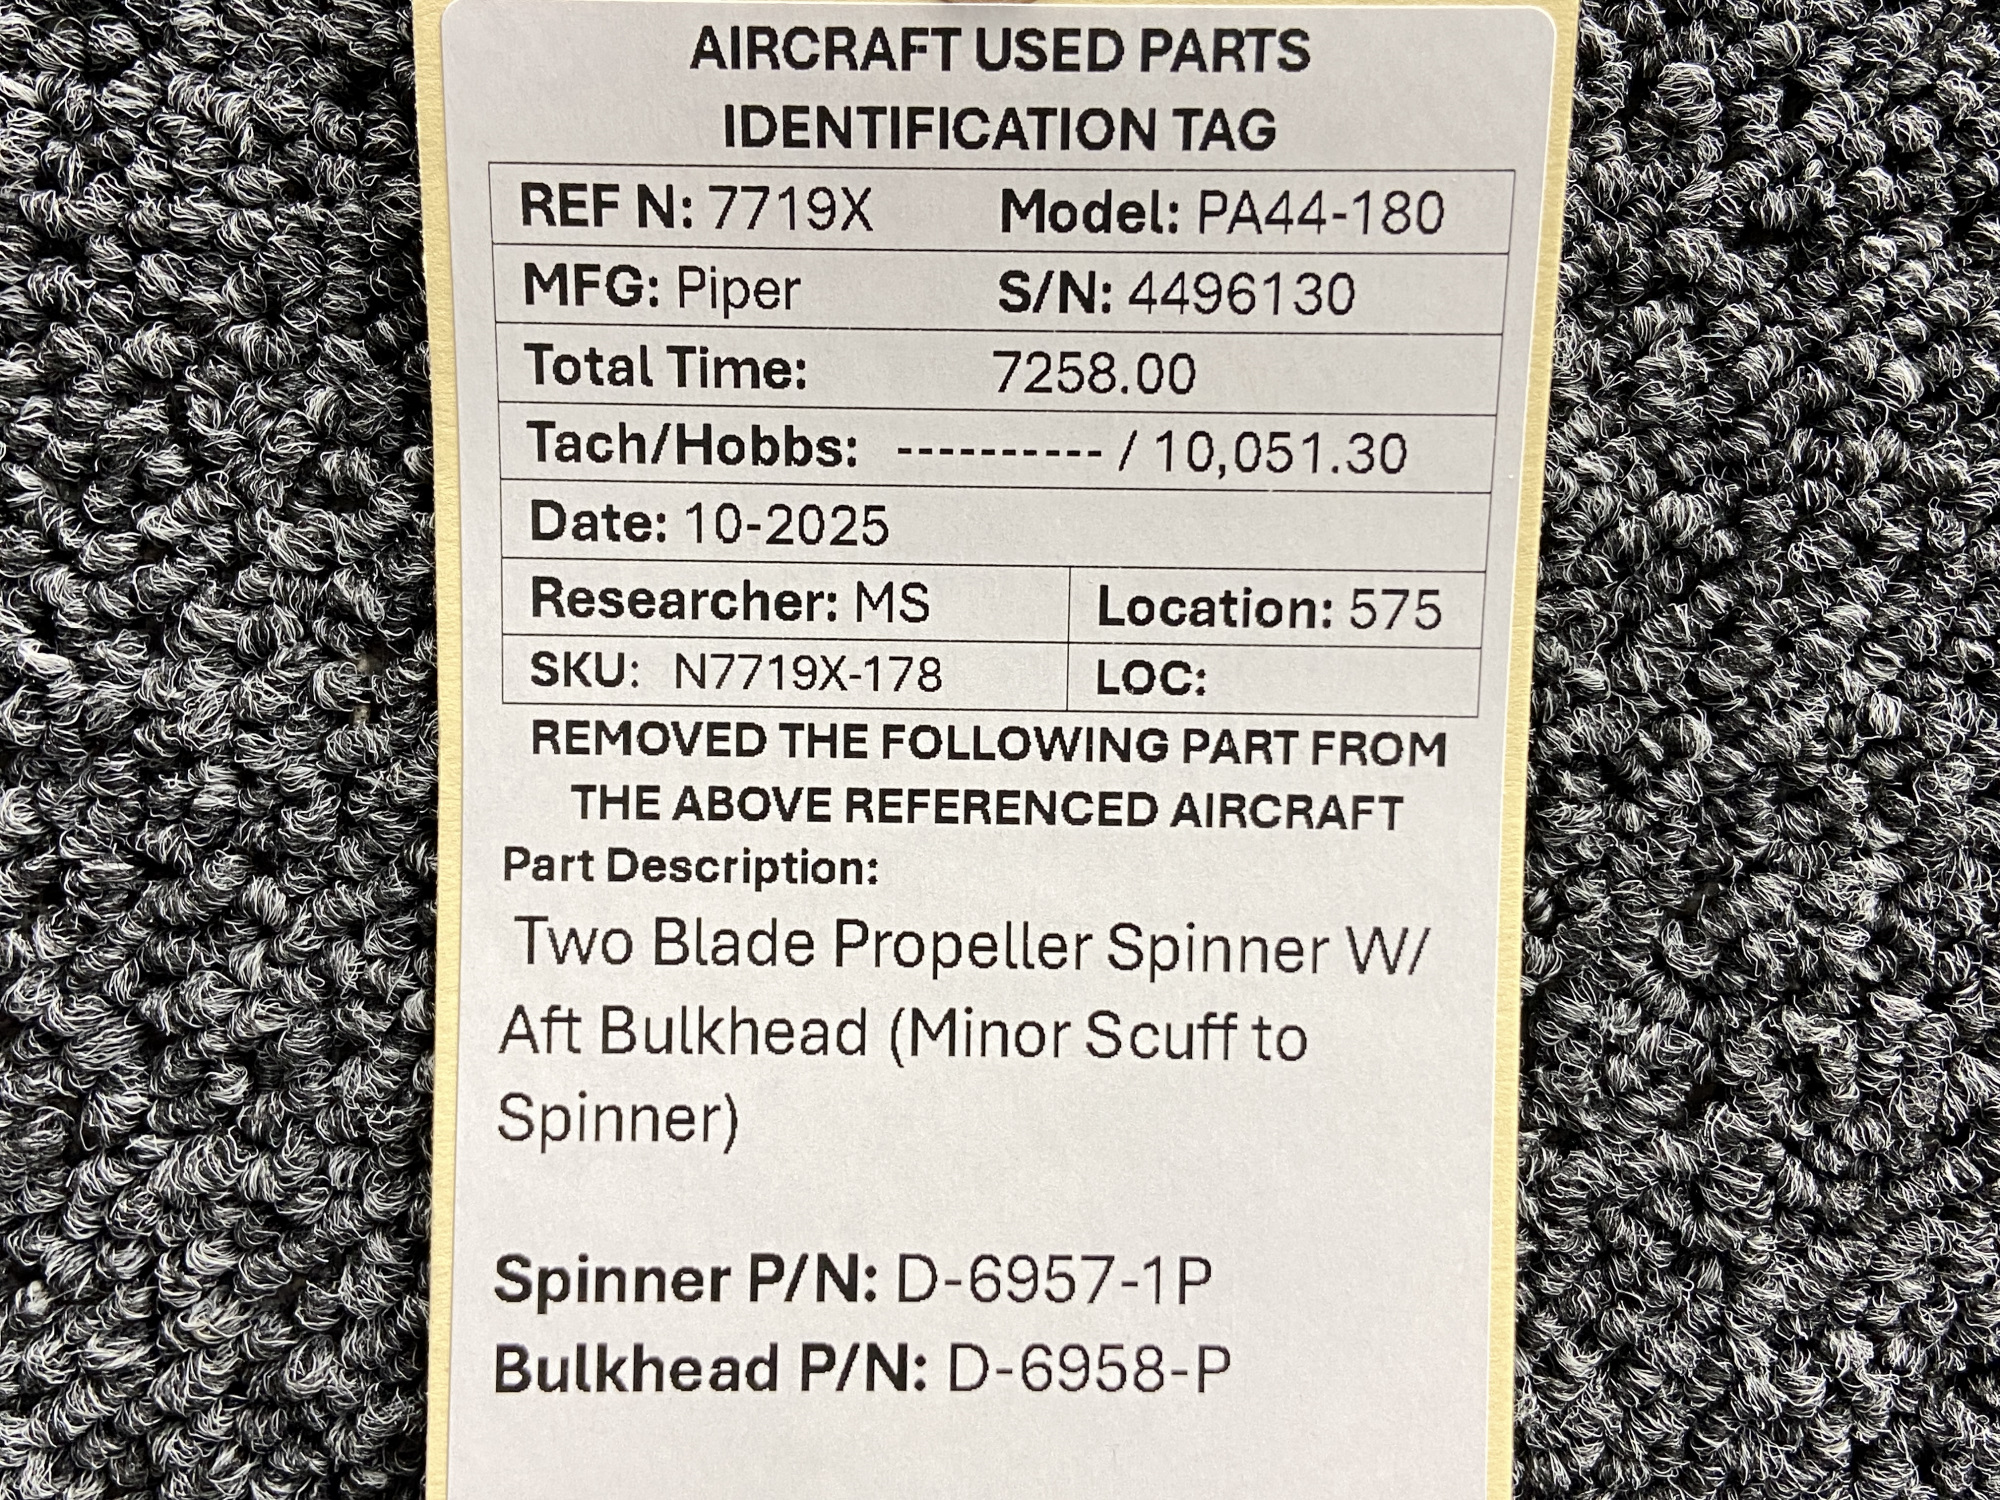 AIRCRAFT USED PARTS
IDENTIFICATION TAG
REF N: 7719X Model: PA44-180
MFG: Piper S/N: 4496130
Total Time: 7258.00
Tach/Hobbs: ---------- / 10,051.30
Date: 10-2025
Researcher: MS Location: 575
SKU: N7719X-178 LOC:
REMOVED THE FOLLOWING PART FROM
THE ABOVE REFERENCED AIRCRAFT
Part Description:
Two Blade Propeller Spinner W/
Aft Bulkhead (Minor Scuff to
Spinner)
Spinner P/N: D-6957-1P
Bulkhead P/N: D-6958-P